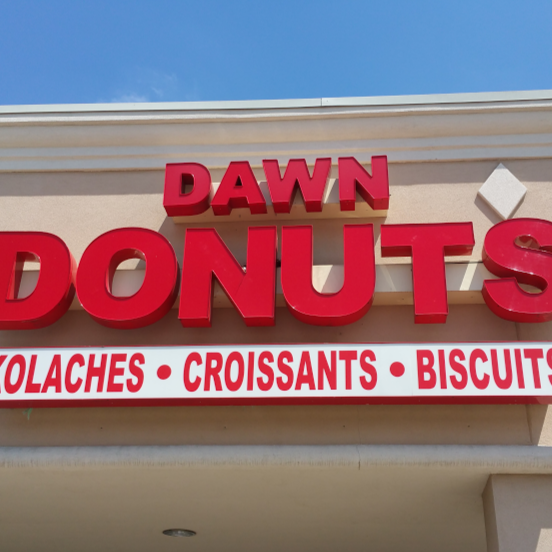 DAWN
DONUTS
KOLACHES • CROISSANTS • BISCUITS